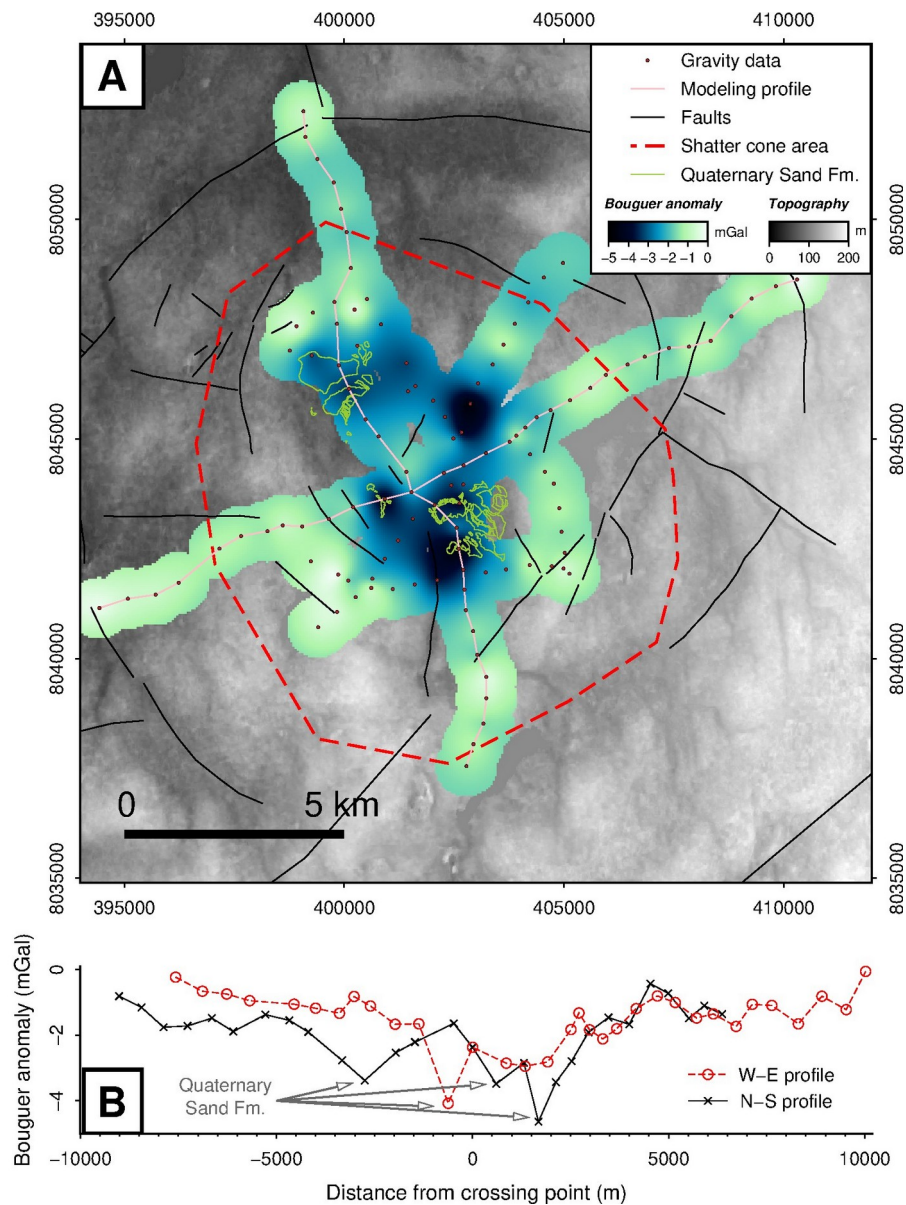 395000 400000 405000 410000
A
Gravity data
Modeling profile
Faults
Shatter cone area
Quaternary Sand Fm.
Bouguer anomaly Topography
mGal m
−5 −4 −3 −2 −1 0 0 100 200
8050000 8050000
8045000 8045000
8040000 8040000
8035000 8035000
0 5 km
395000 400000 405000 410000
Bouguer anomaly (mGal)
0
−2
−4
Quaternary
Sand Fm.
W−E profile
N−S profile
B
−10000 −5000 0 5000 10000
Distance from crossing point (m)